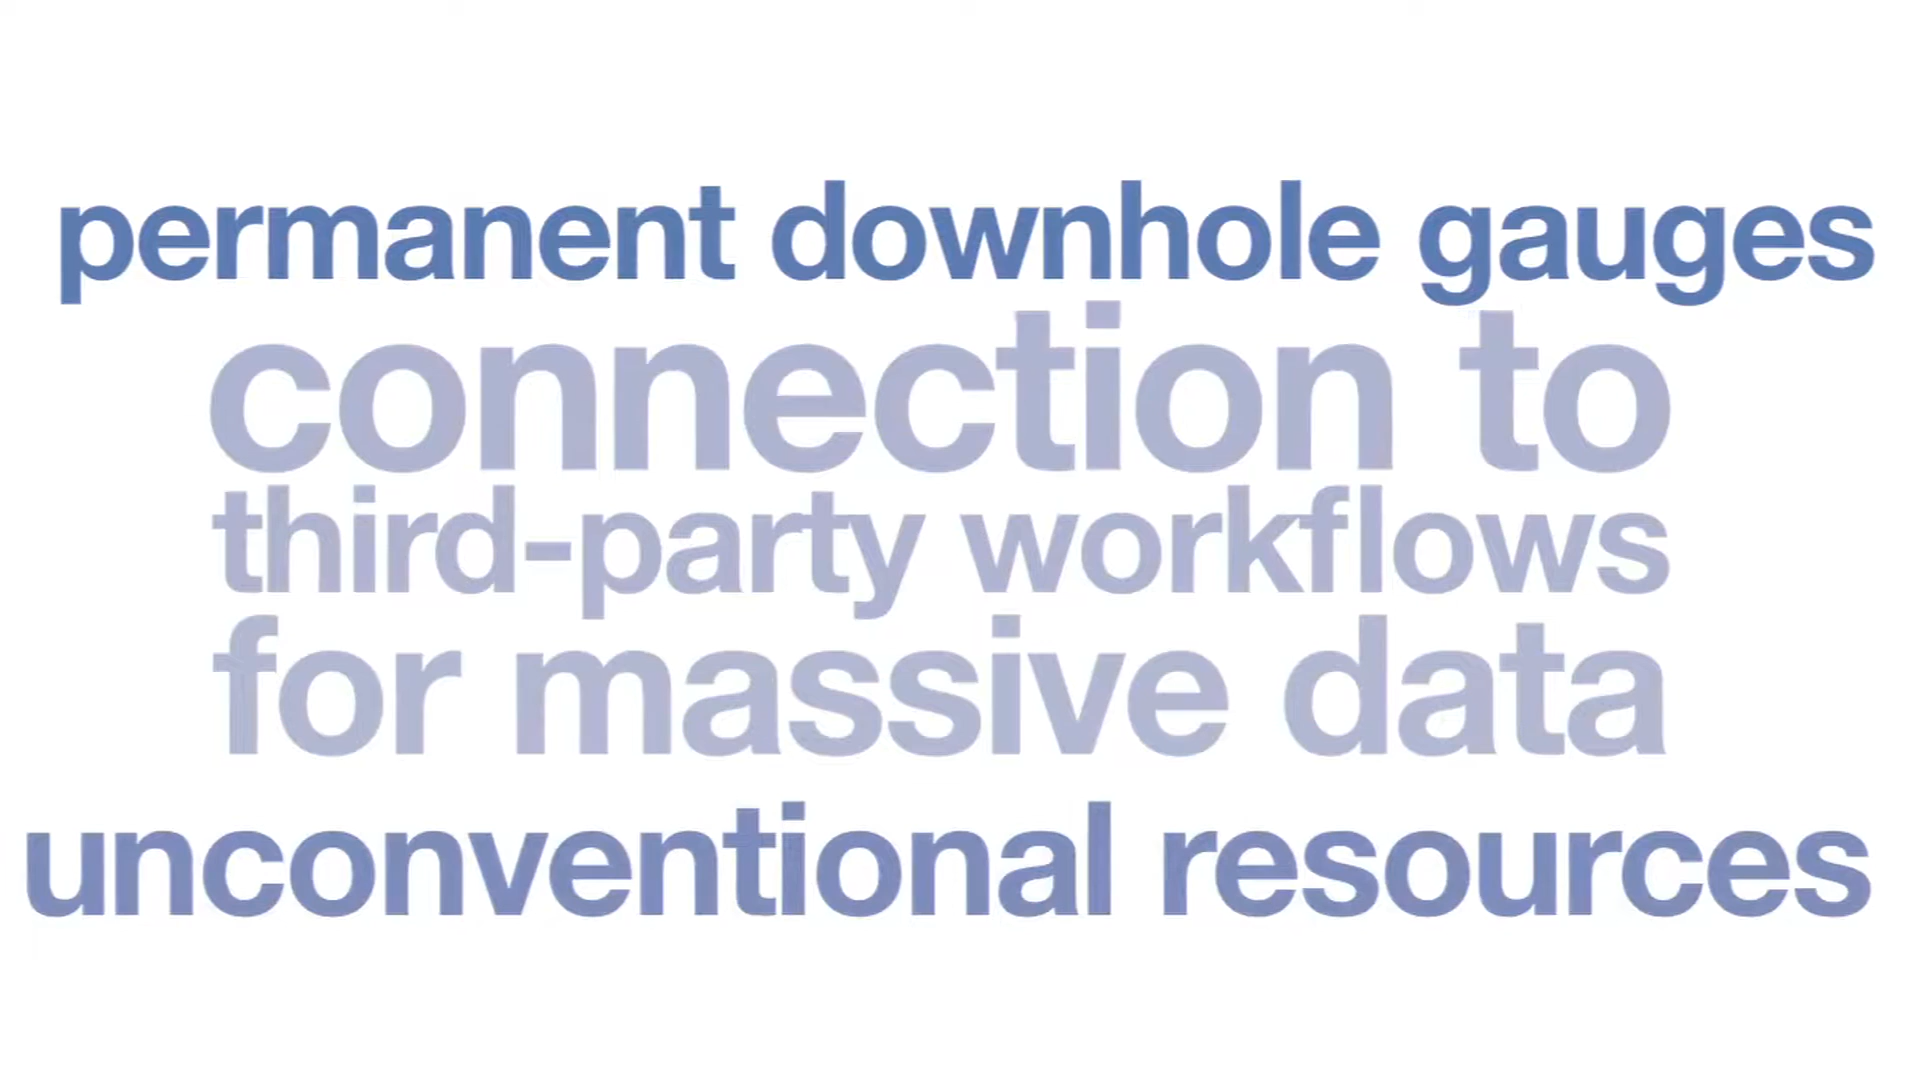 permanent downhole gauges
connection to
third-party workflows
for massive data
unconventional resources